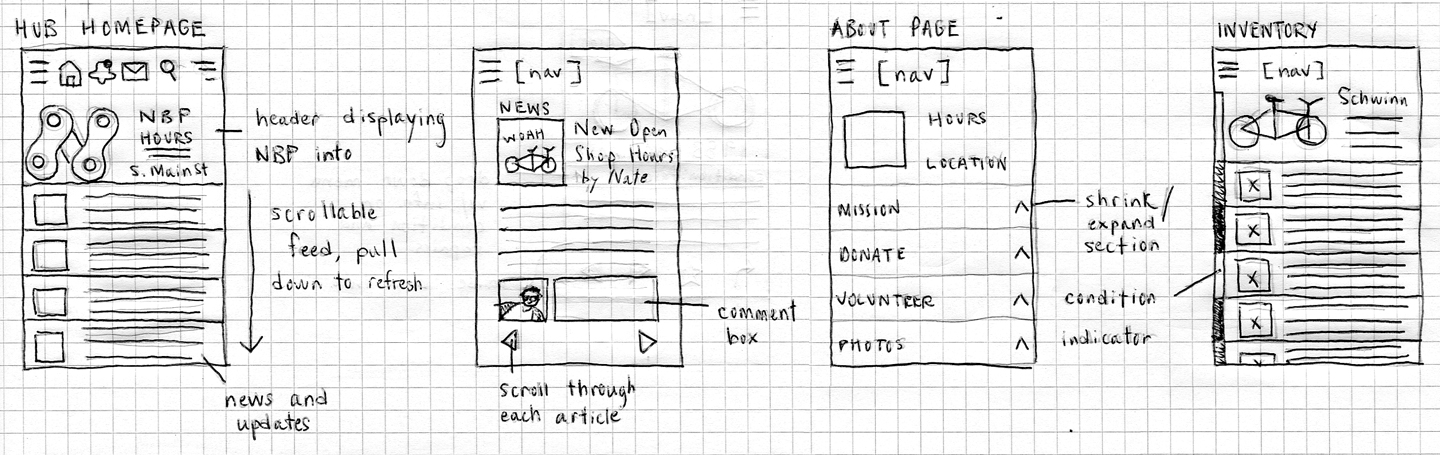 HUB HOMEPAGE
NBP
HOURS
S. Main St
header displaying
NBP into
scrollable
feed, pull
down to refresh
news and
updates
[nav]
NEWS
WOAH
New Open
Shop Hours
by Nate
comment
box
scroll through
each article
ABOUT PAGE
[nav]
HOURS
LOCATION
MISSION
DONATE
VOLUNTEER
PHOTOS
shrink/
expand
section
condition
indicator
INVENTORY
[nav]
Schwinn
X
X
X
X
X